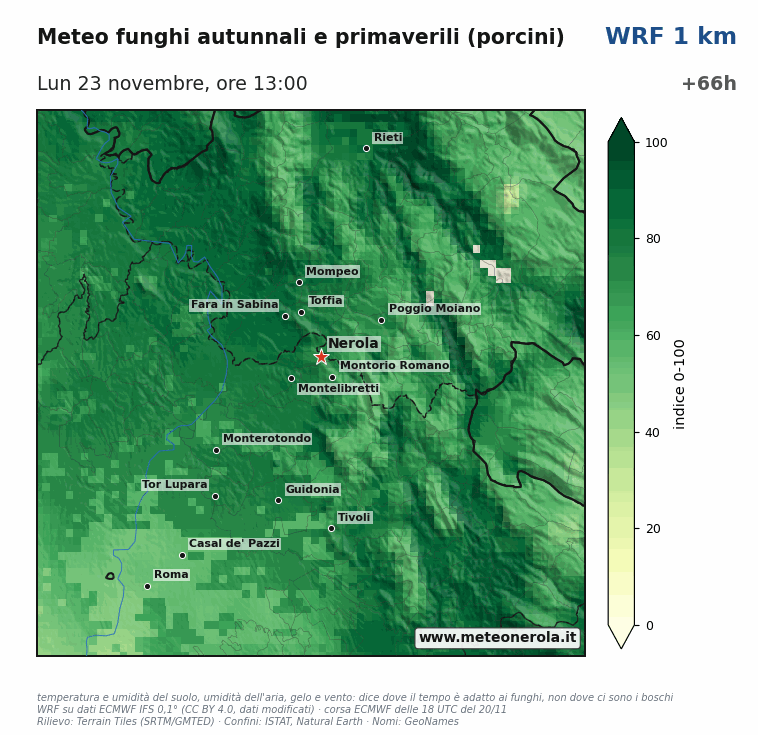 Meteo funghi autunnali e primaverili (porcini)
WRF 1 km
Lun 23 novembre, ore 13:00
+66h
Rieti
Mompeo
Fara in Sabina
Toffia
Poggio Moiano
Nerola
Montorio Romano
Montelibretti
Monterotondo
Tor Lupara
Guidonia
Tivoli
Casal de' Pazzi
Roma
www.meteonerola.it
100
80
60
40
20
0
indice 0-100
temperatura e umidità del suolo, umidità dell'aria, gelo e vento: dice dove il tempo è adatto ai funghi, non dove ci sono i boschi
WRF su dati ECMWF IFS 0,1° (CC BY 4.0, dati modificati) · corsa ECMWF delle 18 UTC del 20/11
Rilievo: Terrain Tiles (SRTM/GMTED) · Confini: ISTAT, Natural Earth · Nomi: GeoNames